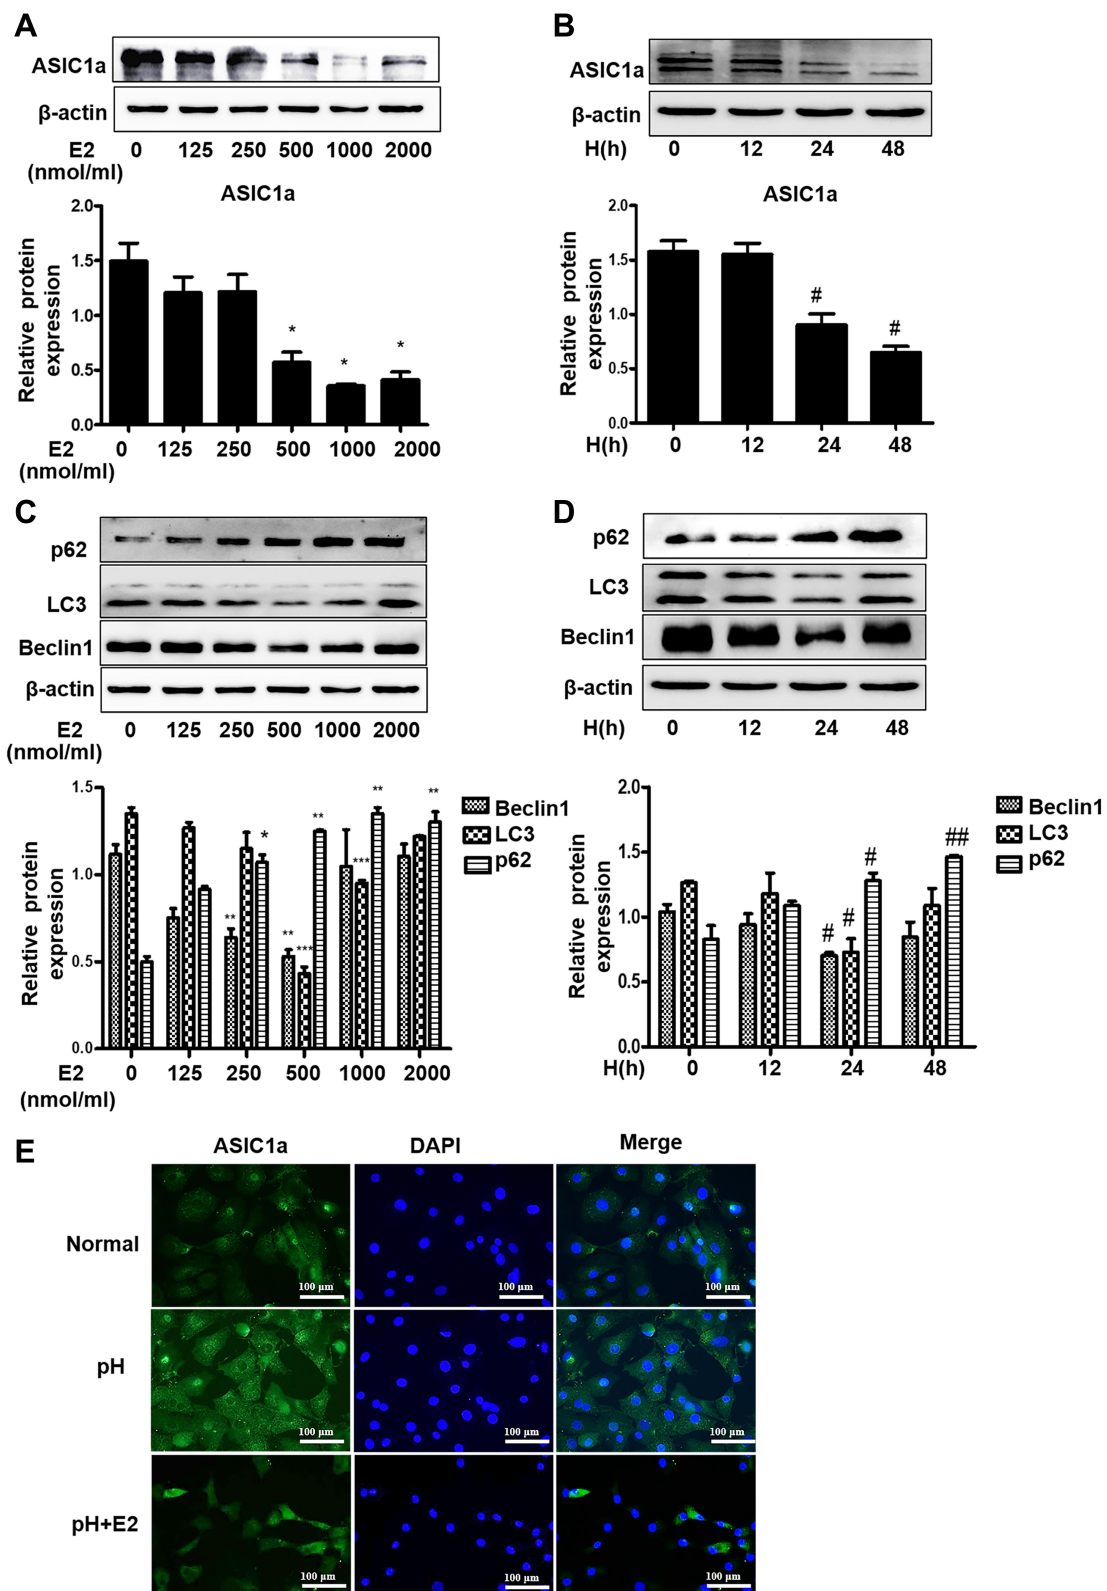 A
ASIC1a
β-actin
E2 0 125 250 500 1000 2000
(nmol/ml)
ASIC1a
Relative protein
expression
2.0
1.5
1.0
0.5
0.0
*
*
*
E2 0 125 250 500 1000 2000
(nmol/ml)
B
ASIC1a
β-actin
H(h) 0 12 24 48
ASIC1a
Relative protein
expression
2.0
1.5
1.0
0.5
0.0
#
#
H(h) 0 12 24 48
C
p62
LC3
Beclin1
β-actin
E2 0 125 250 500 1000 2000
(nmol/ml)
Relative protein
expression
1.5
1.0
0.5
0.0
**
*
**
***
**
***
**
**
Beclin1
LC3
p62
E2 0 125 250 500 1000 2000
(nmol/ml)
D
p62
LC3
Beclin1
β-actin
H(h) 0 12 24 48
Relative protein
expression
2.0
1.5
1.0
0.5
0.0
#
#
#
##
Beclin1
LC3
p62
H(h) 0 12 24 48
E
ASIC1a DAPI Merge
Normal
100 μm 100 μm 100 μm
pH
100 μm 100 μm 100 μm
pH+E2
100 μm 100 μm 100 μm